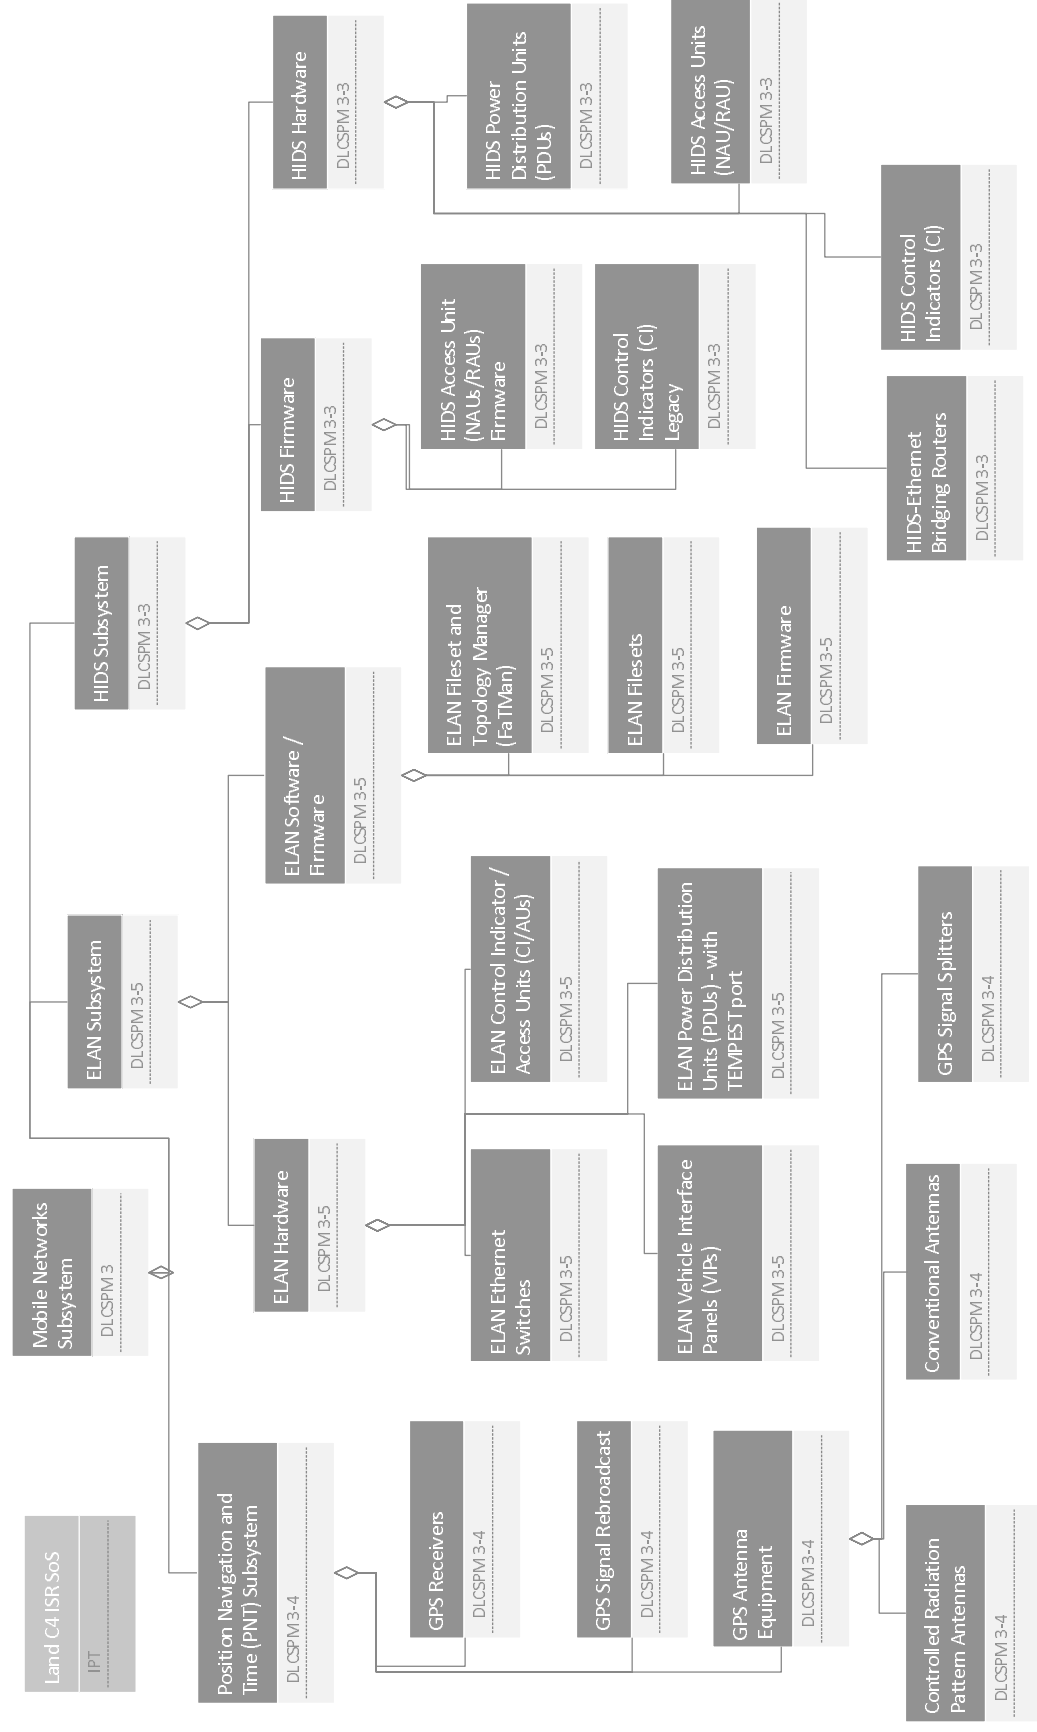 Land C4 ISR SoS
IPT
Mobile Networks
Subsystem
DLCSPM 3
Position Navigation and
Time (PNT) Subsystem
DLCSPM 3-4
GPS Receivers
DLCSPM 3-4
GPS Signal Rebroadcast
DLCSPM 3-4
GPS Antenna
Equipment
DLCSPM 3-4
Controlled Radiation
Pattern Antennas
DLCSPM 3-4
Conventional Antennas
DLCSPM 3-4
GPS Signal Splitters
DLCSPM 3-4
ELAN Subsystem
DLCSPM 3-5
ELAN Hardware
DLCSPM 3-5
ELAN Ethernet
Switches
DLCSPM 3-5
ELAN Control Indicator /
Access Units (CI/AUs)
DLCSPM 3-5
ELAN Vehicle Interface
Panels (VIPs)
DLCSPM 3-5
ELAN Power Distribution
Units (PDUs) - with
TEMPEST port
DLCSPM 3-5
ELAN Software /
Firmware
DLCSPM 3-5
ELAN Fileset and
Topology Manager
(FaTMan)
DLCSPM 3-5
ELAN Filesets
DLCSPM 3-5
ELAN Firmware
DLCSPM 3-5
HIDS Subsystem
DLCSPM 3-3
HIDS Firmware
DLCSPM 3-3
HIDS Access Unit
(NAUs/RAUs)
Firmware
DLCSPM 3-3
HIDS Control
Indicators (CI)
Legacy
DLCSPM 3-3
HIDS Hardware
DLCSPM 3-3
HIDS Power
Distribution Units
(PDUs)
DLCSPM 3-3
HIDS Access Units
(NAU/RAU)
DLCSPM 3-3
HIDS-Ethernet
Bridging Routers
DLCSPM 3-3
HIDS Control
Indicators (CI)
DLCSPM 3-3